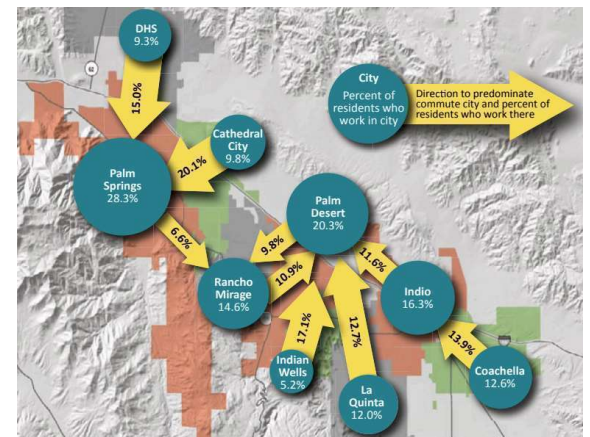 DHS
9.3%
62
15.0%
City
Percent of
residents who
work in city
Direction to predominate
commute city and percent of
residents who work there
Cathedral
City
9.8%
20.1%
Palm
Springs
28.3%
6.6%
Palm
Desert
20.3%
9.8%
10.9%
Rancho
Mirage
14.6%
11.6%
Indio
16.3%
17.1%
12.7%
13.9%
Indian
Wells
5.2%
La
Quinta
12.0%
Coachella
12.6%